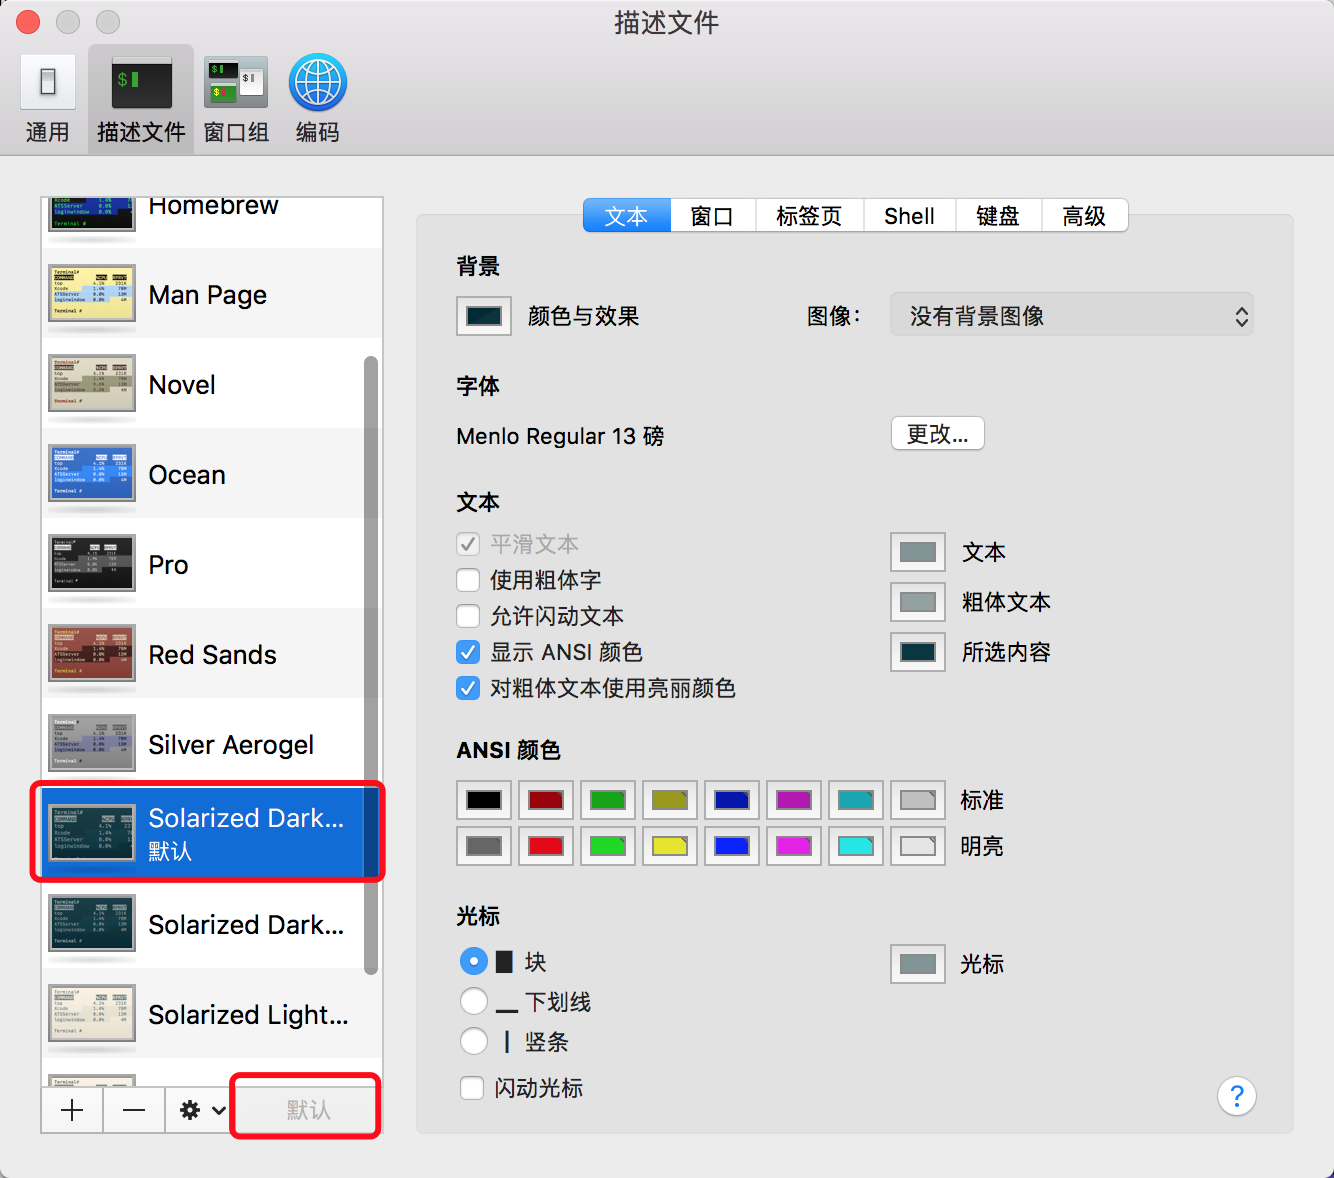 描述文件
通用
描述文件
窗口组
编码
Homebrew
Man Page
Novel
Ocean
Pro
Red Sands
Silver Aerogel
Solarized Dark...
默认
Solarized Dark...
Solarized Light...
默认
文本
窗口
标签页
Shell
键盘
高级
背景
颜色与效果
图像：
没有背景图像
字体
Menlo Regular 13 磅
更改...
文本
平滑文本
使用粗体字
允许闪动文本
显示 ANSI 颜色
对粗体文本使用亮丽颜色
文本
粗体文本
所选内容
ANSI 颜色
标准
明亮
光标
块
下划线
竖条
闪动光标
光标
?